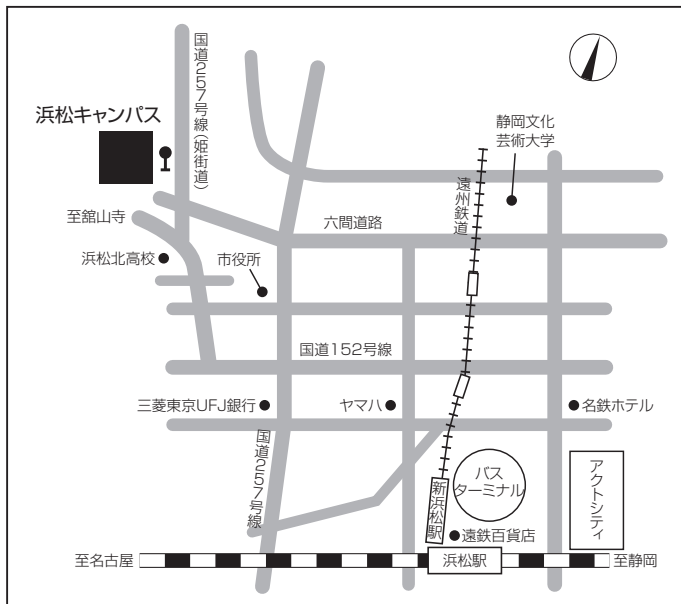 国道257号線(姫街道)
浜松キャンパス
静岡文化
芸術大学
遠州鉄道
至舘山寺
六間道路
浜松北高校
市役所
国道152号線
三菱東京UFJ銀行
ヤマハ
名鉄ホテル
国道257号線
バス
ターミナル
アクトシティ
新浜松駅
遠鉄百貨店
至名古屋
浜松駅
至静岡